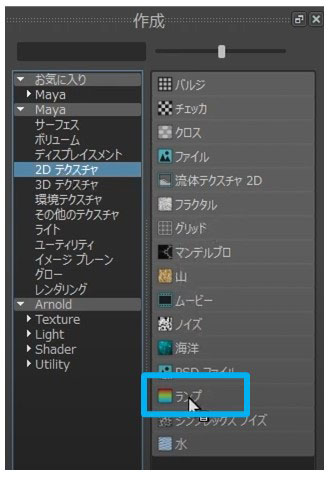 作成
お気に入り
Maya
Maya
サーフェス
ボリューム
ディスプレイスメント
2D テクスチャ
3D テクスチャ
環境テクスチャ
その他のテクスチャ
ライト
ユーティリティ
イメージ プレーン
グロー
レンダリング
Arnold
Texture
Light
Shader
Utility
バルジ
チェッカ
クロス
ファイル
流体テクスチャ 2D
フラクタル
グリッド
マンデルブロ
山
ムービー
ノイズ
海洋
PSD ファイル
ランプ
シンプレックス ノイズ
水